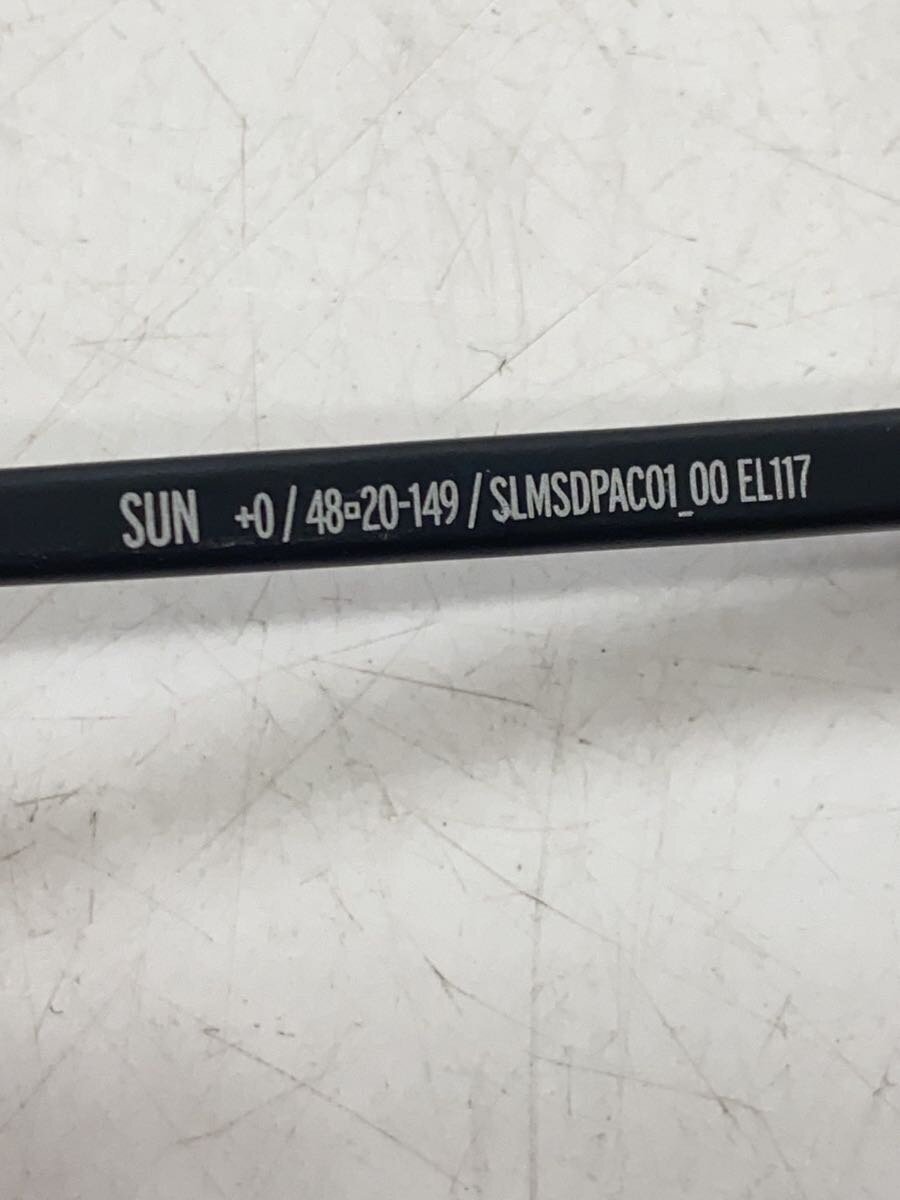 SUN +0 / 48▫20-149 / SLMSDPAC01_00 EL117